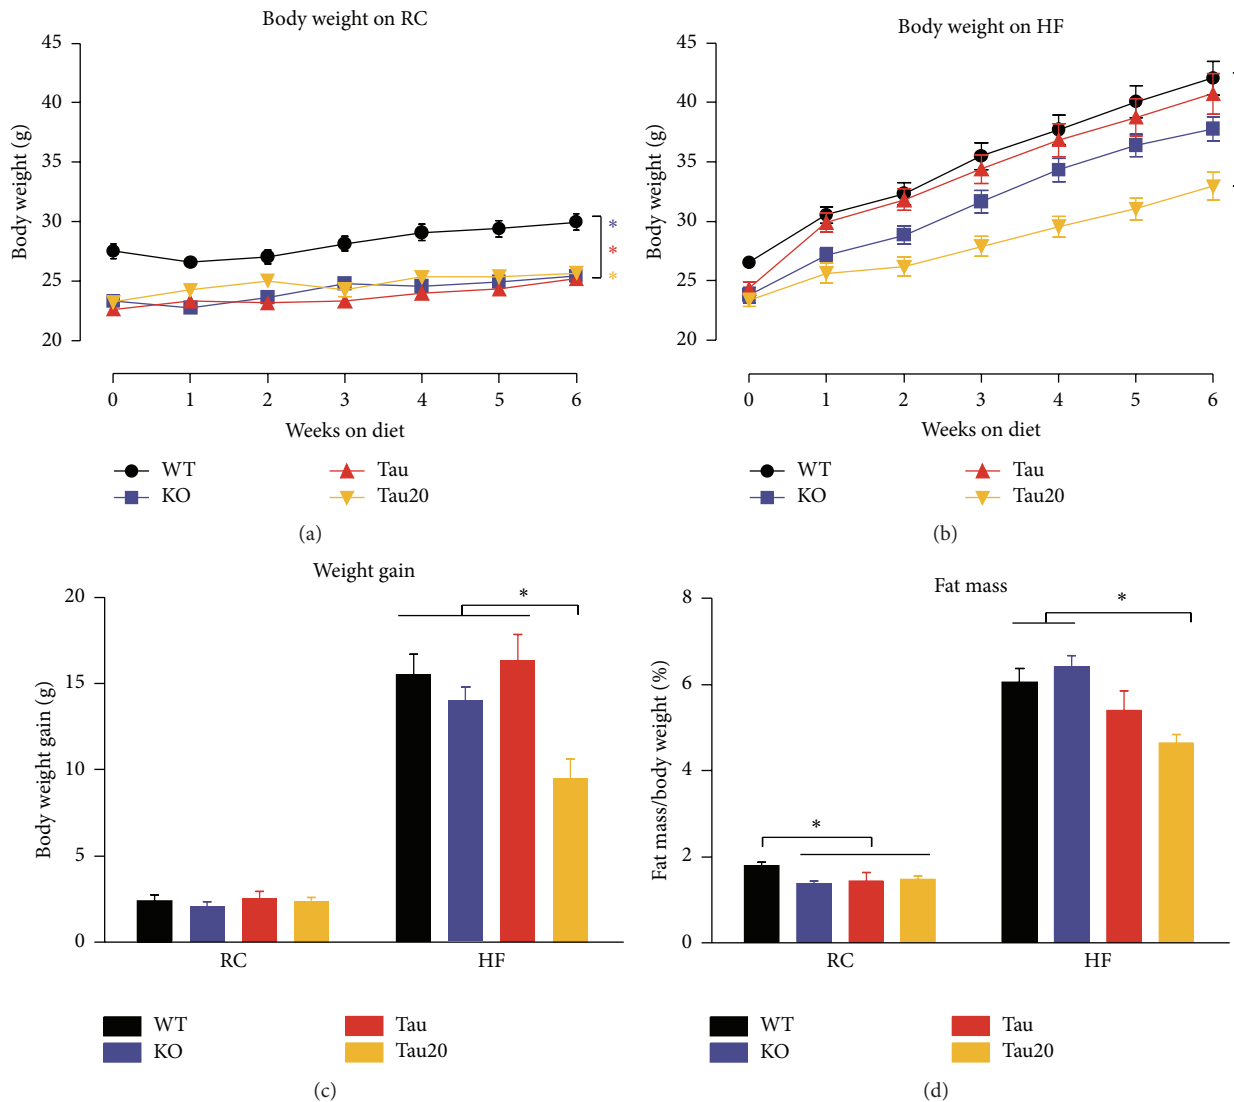 Body weight on RC
45
40
35
30
25
20
Body weight (g)
*
*
*
0 1 2 3 4 5 6
Weeks on diet
WT Tau
KO Tau20
(a)
Body weight on HF
45
40
35
30
25
20
Body weight (g)
0 1 2 3 4 5 6
Weeks on diet
WT Tau
KO Tau20
(b)
Weight gain
20
15
10
5
0
Body weight gain (g)
*
RC HF
WT Tau
KO Tau20
(c)
Fat mass
8
6
4
2
0
Fat mass/body weight (%)
*
*
RC HF
WT Tau
KO Tau20
(d)